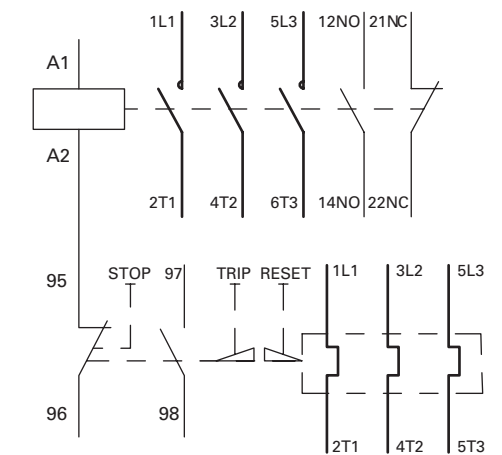 1L1 3L2 5L3 12NO 21NC
A1
A2
2T1 4T2 6T3 14NO 22NC
95 STOP 97 TRIP RESET 1L1 3L2 5L3
96 98
2T1 4T2 5T3